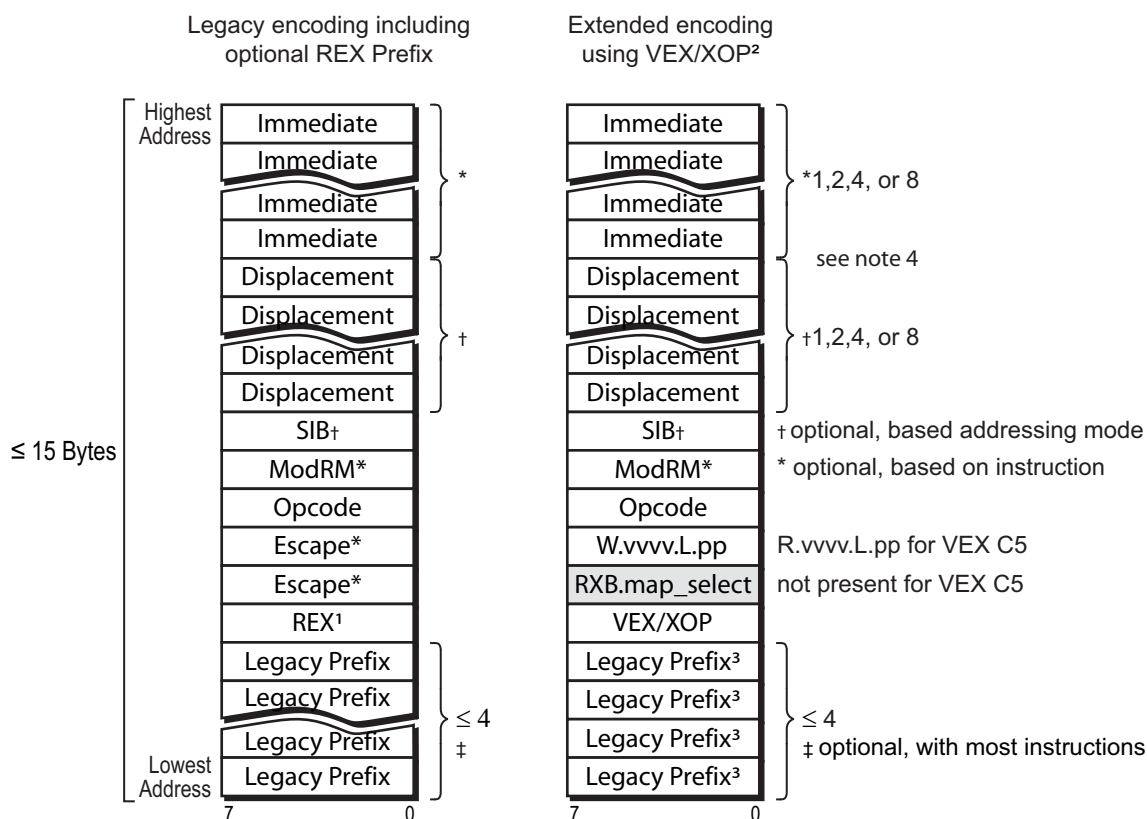 Legacy encoding including
optional REX Prefix
Extended encoding
using VEX/XOP²
≤ 15 Bytes
Highest
Address
Immediate
Immediate
Immediate
Immediate
*
Displacement
Displacement
Displacement
Displacement
†
SIB†
ModRM*
Opcode
Escape*
Escape*
REX¹
Legacy Prefix
Legacy Prefix
Legacy Prefix
Legacy Prefix
≤ 4
‡
Lowest
Address
7 0
Immediate
Immediate
Immediate
Immediate
*1,2,4, or 8
see note 4
Displacement
Displacement
Displacement
Displacement
†1,2,4, or 8
SIB†
† optional, based addressing mode
ModRM*
* optional, based on instruction
Opcode
W.vvvv.L.pp
R.vvvv.L.pp for VEX C5
RXB.map_select
not present for VEX C5
VEX/XOP
Legacy Prefix³
Legacy Prefix³
Legacy Prefix³
Legacy Prefix³
≤ 4
‡ optional, with most instructions
7 0